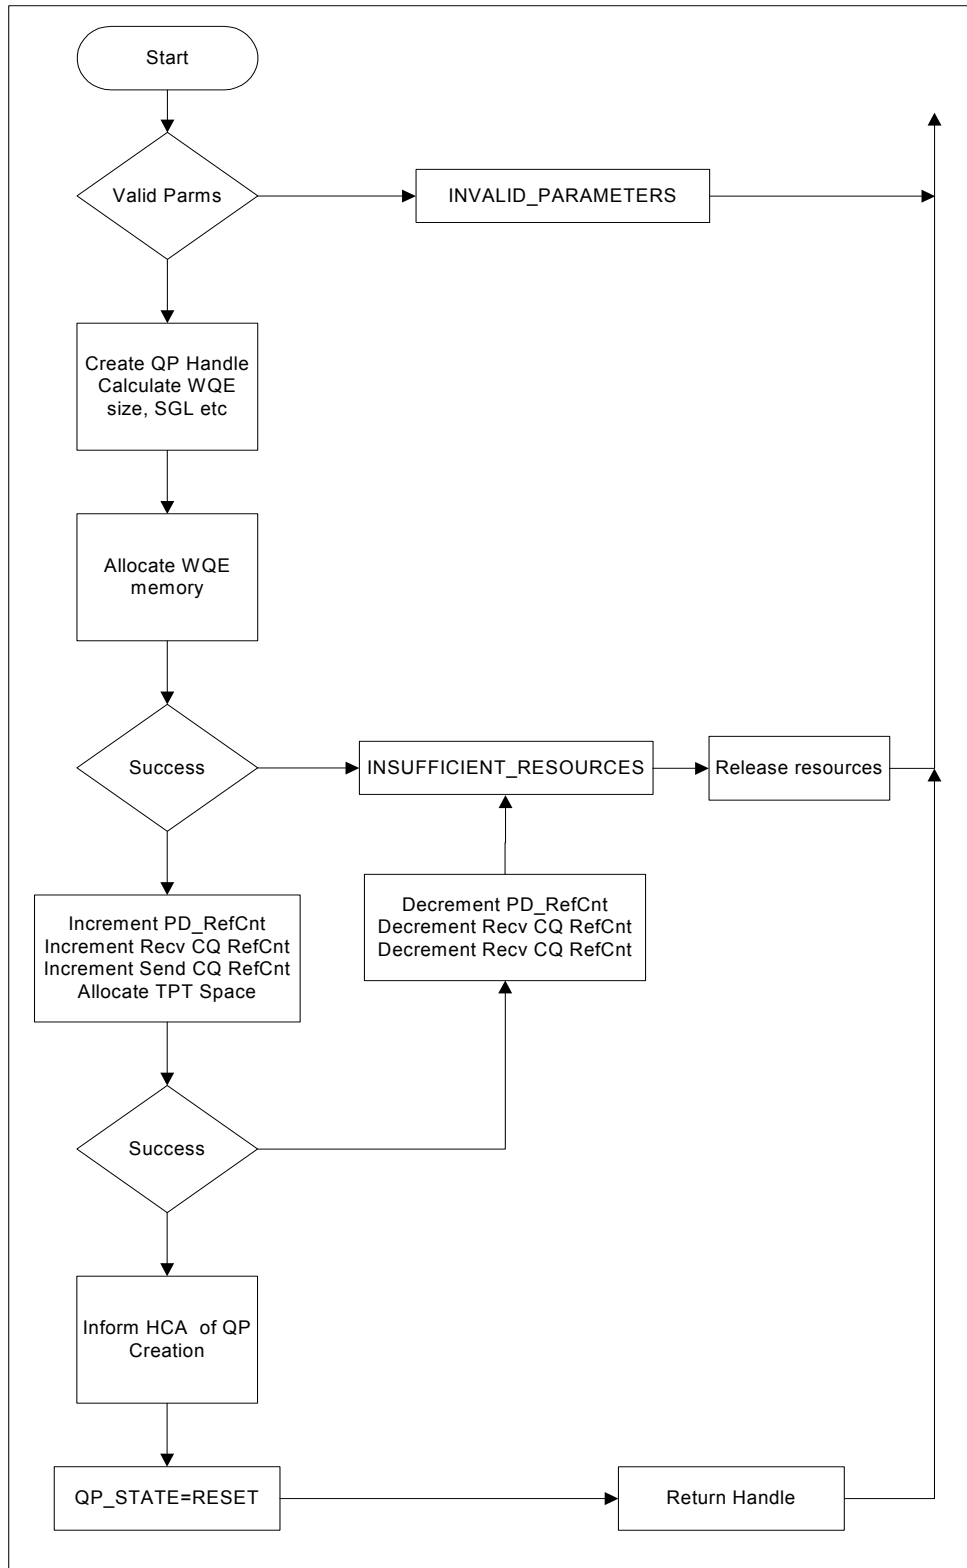 Start
Valid Parms
INVALID_PARAMETERS
Create QP Handle
Calculate WQE
size, SGL etc
Allocate WQE
memory
Success
INSUFFICIENT_RESOURCES
Release resources
Increment PD_RefCnt
Increment Recv CQ RefCnt
Increment Send CQ RefCnt
Allocate TPT Space
Decrement PD_RefCnt
Decrement Recv CQ RefCnt
Decrement Recv CQ RefCnt
Success
Inform HCA of QP
Creation
QP_STATE=RESET
Return Handle